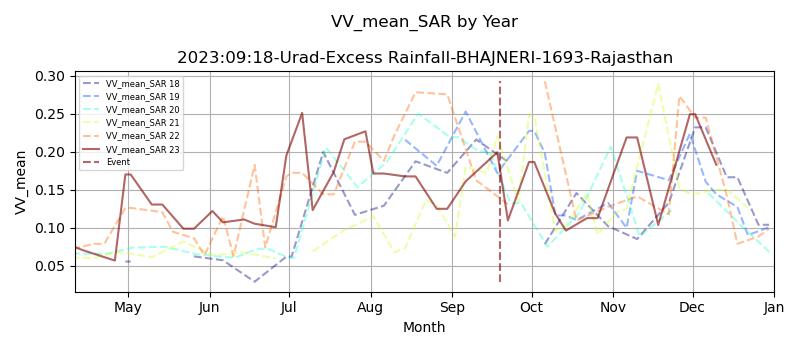 VV_mean_SAR by Year
2023:09:18-Urad-Excess Rainfall-BHAJNERI-1693-Rajasthan
0.30
0.25
0.20
0.15
0.10
0.05
VV_mean
VV_mean_SAR 18
VV_mean_SAR 19
VV_mean_SAR 20
VV_mean_SAR 21
VV_mean_SAR 22
VV_mean_SAR 23
Event
May Jun Jul Aug Sep Oct Nov Dec Jan
Month